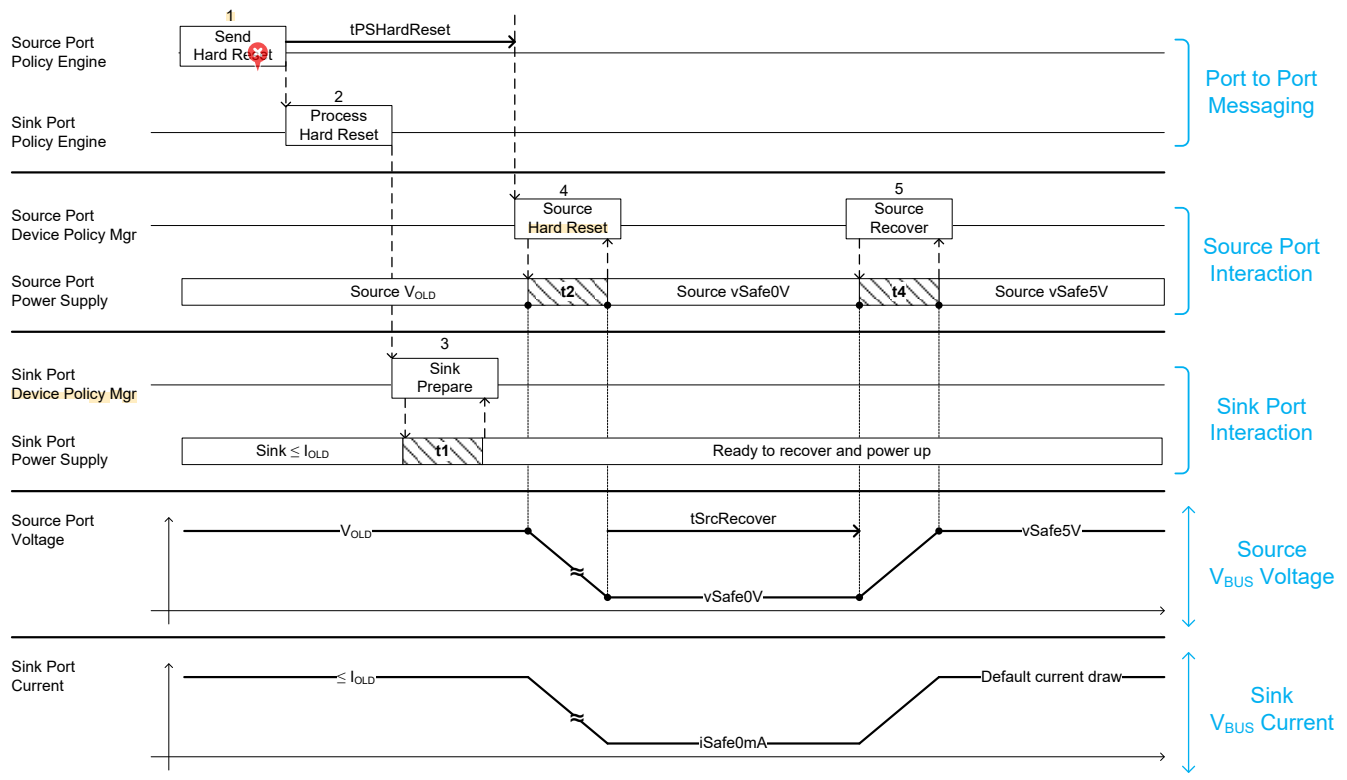 1
Source Port
Policy Engine
Send
Hard Reset
tPSHardReset
Port to Port
Messaging
2
Sink Port
Policy Engine
Process
Hard Reset
4
5
Source Port
Device Policy Mgr
Source
Hard Reset
Source
Recover
Source Port
Interaction
Source Port
Power Supply
Source VOLD
t2
Source vSafe0V
t4
Source vSafe5V
3
Sink Port
Device Policy Mgr
Sink
Prepare
Sink Port
Interaction
Sink Port
Power Supply
Sink ≤ IOLD
t1
Ready to recover and power up
Source Port
Voltage
VOLD
tSrcRecover
vSafe5V
≈
vSafe0V
Source
VBUS Voltage
Sink Port
Current
≤ IOLD
Default current draw
≈
iSafe0mA
Sink
VBUS Current